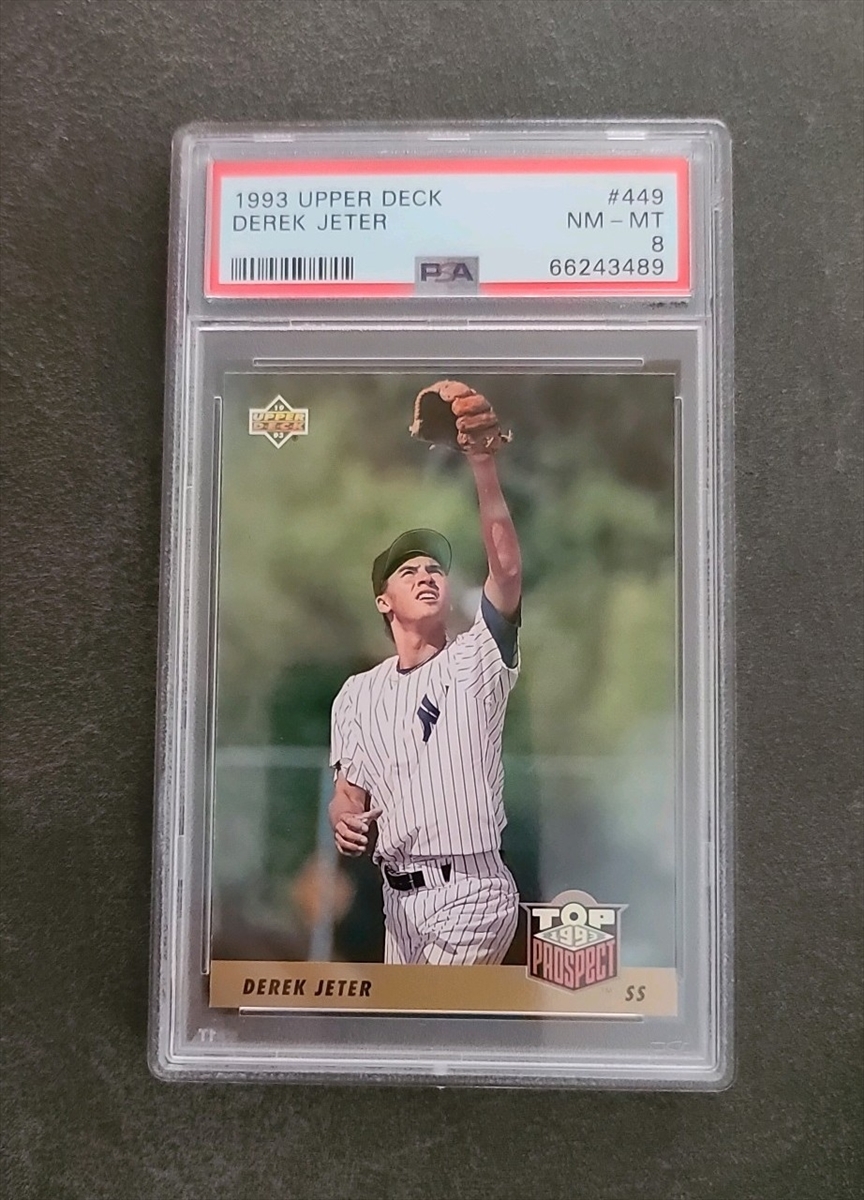 1993 UPPER DECK #449
DEREK JETER NM - MT
8
PSA 66243489
19
UPPER
DECK
93
TOP
1993
PROSPECT
DEREK JETER SS